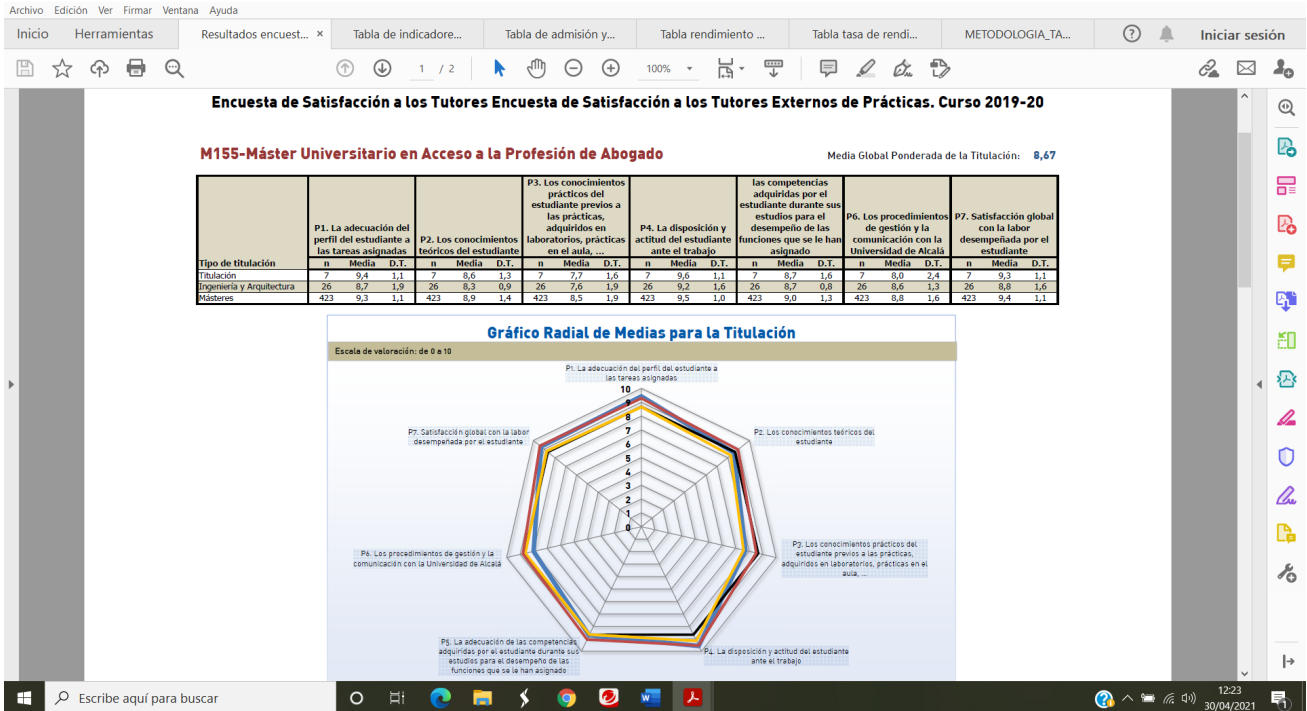 Archivo Edición Ver Firmar Ventana Ayuda
Inicio Herramientas Resultados encuest... × Tabla de indicadore... Tabla de admisión y... Tabla rendimiento ... Tabla tasa de rendi... METODOLOGIA_TA... ? Iniciar sesión
1 / 2 100%
Encuesta de Satisfacción a los Tutores Encuesta de Satisfacción a los Tutores Externos de Prácticas. Curso 2019-20
M155-Máster Universitario en Acceso a la Profesión de Abogado
Media Global Ponderada de la Titulación: 8,67
P1. La adecuación del
perfil del estudiante a
las tareas asignadas
P2. Los conocimientos
teóricos del estudiante
P3. Los conocimientos
prácticos del
estudiante previos a
las prácticas,
adquiridos en
laboratorios, prácticas
en el aula, ...
P4. La disposición y
actitud del estudiante
ante el trabajo
las competencias
adquiridas por el
estudiante durante sus
estudios para el
desempeño de las
funciones que se le han
asignado
P6. Los procedimientos
de gestión y la
comunicación con la
Universidad de Alcalá
P7. Satisfacción global
con la labor
desempeñada por el
estudiante
Tipo de titulación n Media D.T. n Media D.T. n Media D.T. n Media D.T. n Media D.T. n Media D.T. n Media D.T.
Titulación 7 9,4 1,1 7 8,6 1,3 7 7,7 1,6 7 9,6 1,1 7 8,7 1,6 7 8,0 2,4 7 9,3 1,1
Ingeniería y Arquitectura 26 8,7 1,9 26 8,3 0,9 26 7,6 1,9 26 9,2 1,6 26 8,7 0,8 26 8,6 1,3 26 8,8 1,6
Másteres 423 9,3 1,1 423 8,9 1,4 423 8,5 1,9 423 9,5 1,0 423 9,0 1,3 423 8,8 1,6 423 9,4 1,1
Gráfico Radial de Medias para la Titulación
Escala de valoración: de 0 a 10
P1. La adecuación del perfil del estudiante a
las tareas asignadas
10
9
8
7
6
5
4
3
2
1
0
P2. Los conocimientos teóricos del
estudiante
P3. Los conocimientos prácticos del
estudiante previos a las prácticas,
adquiridos en laboratorios, prácticas en el
aula, ...
P4. La disposición y actitud del estudiante
ante el trabajo
P5. La adecuación de las competencias
adquiridas por el estudiante durante sus
estudios para el desempeño de las
funciones que se le han asignado
P6. Los procedimientos de gestión y la
comunicación con la Universidad de Alcalá
P7. Satisfacción global con la labor
desempeñada por el estudiante
Escribe aquí para buscar
12:23
30/04/2021